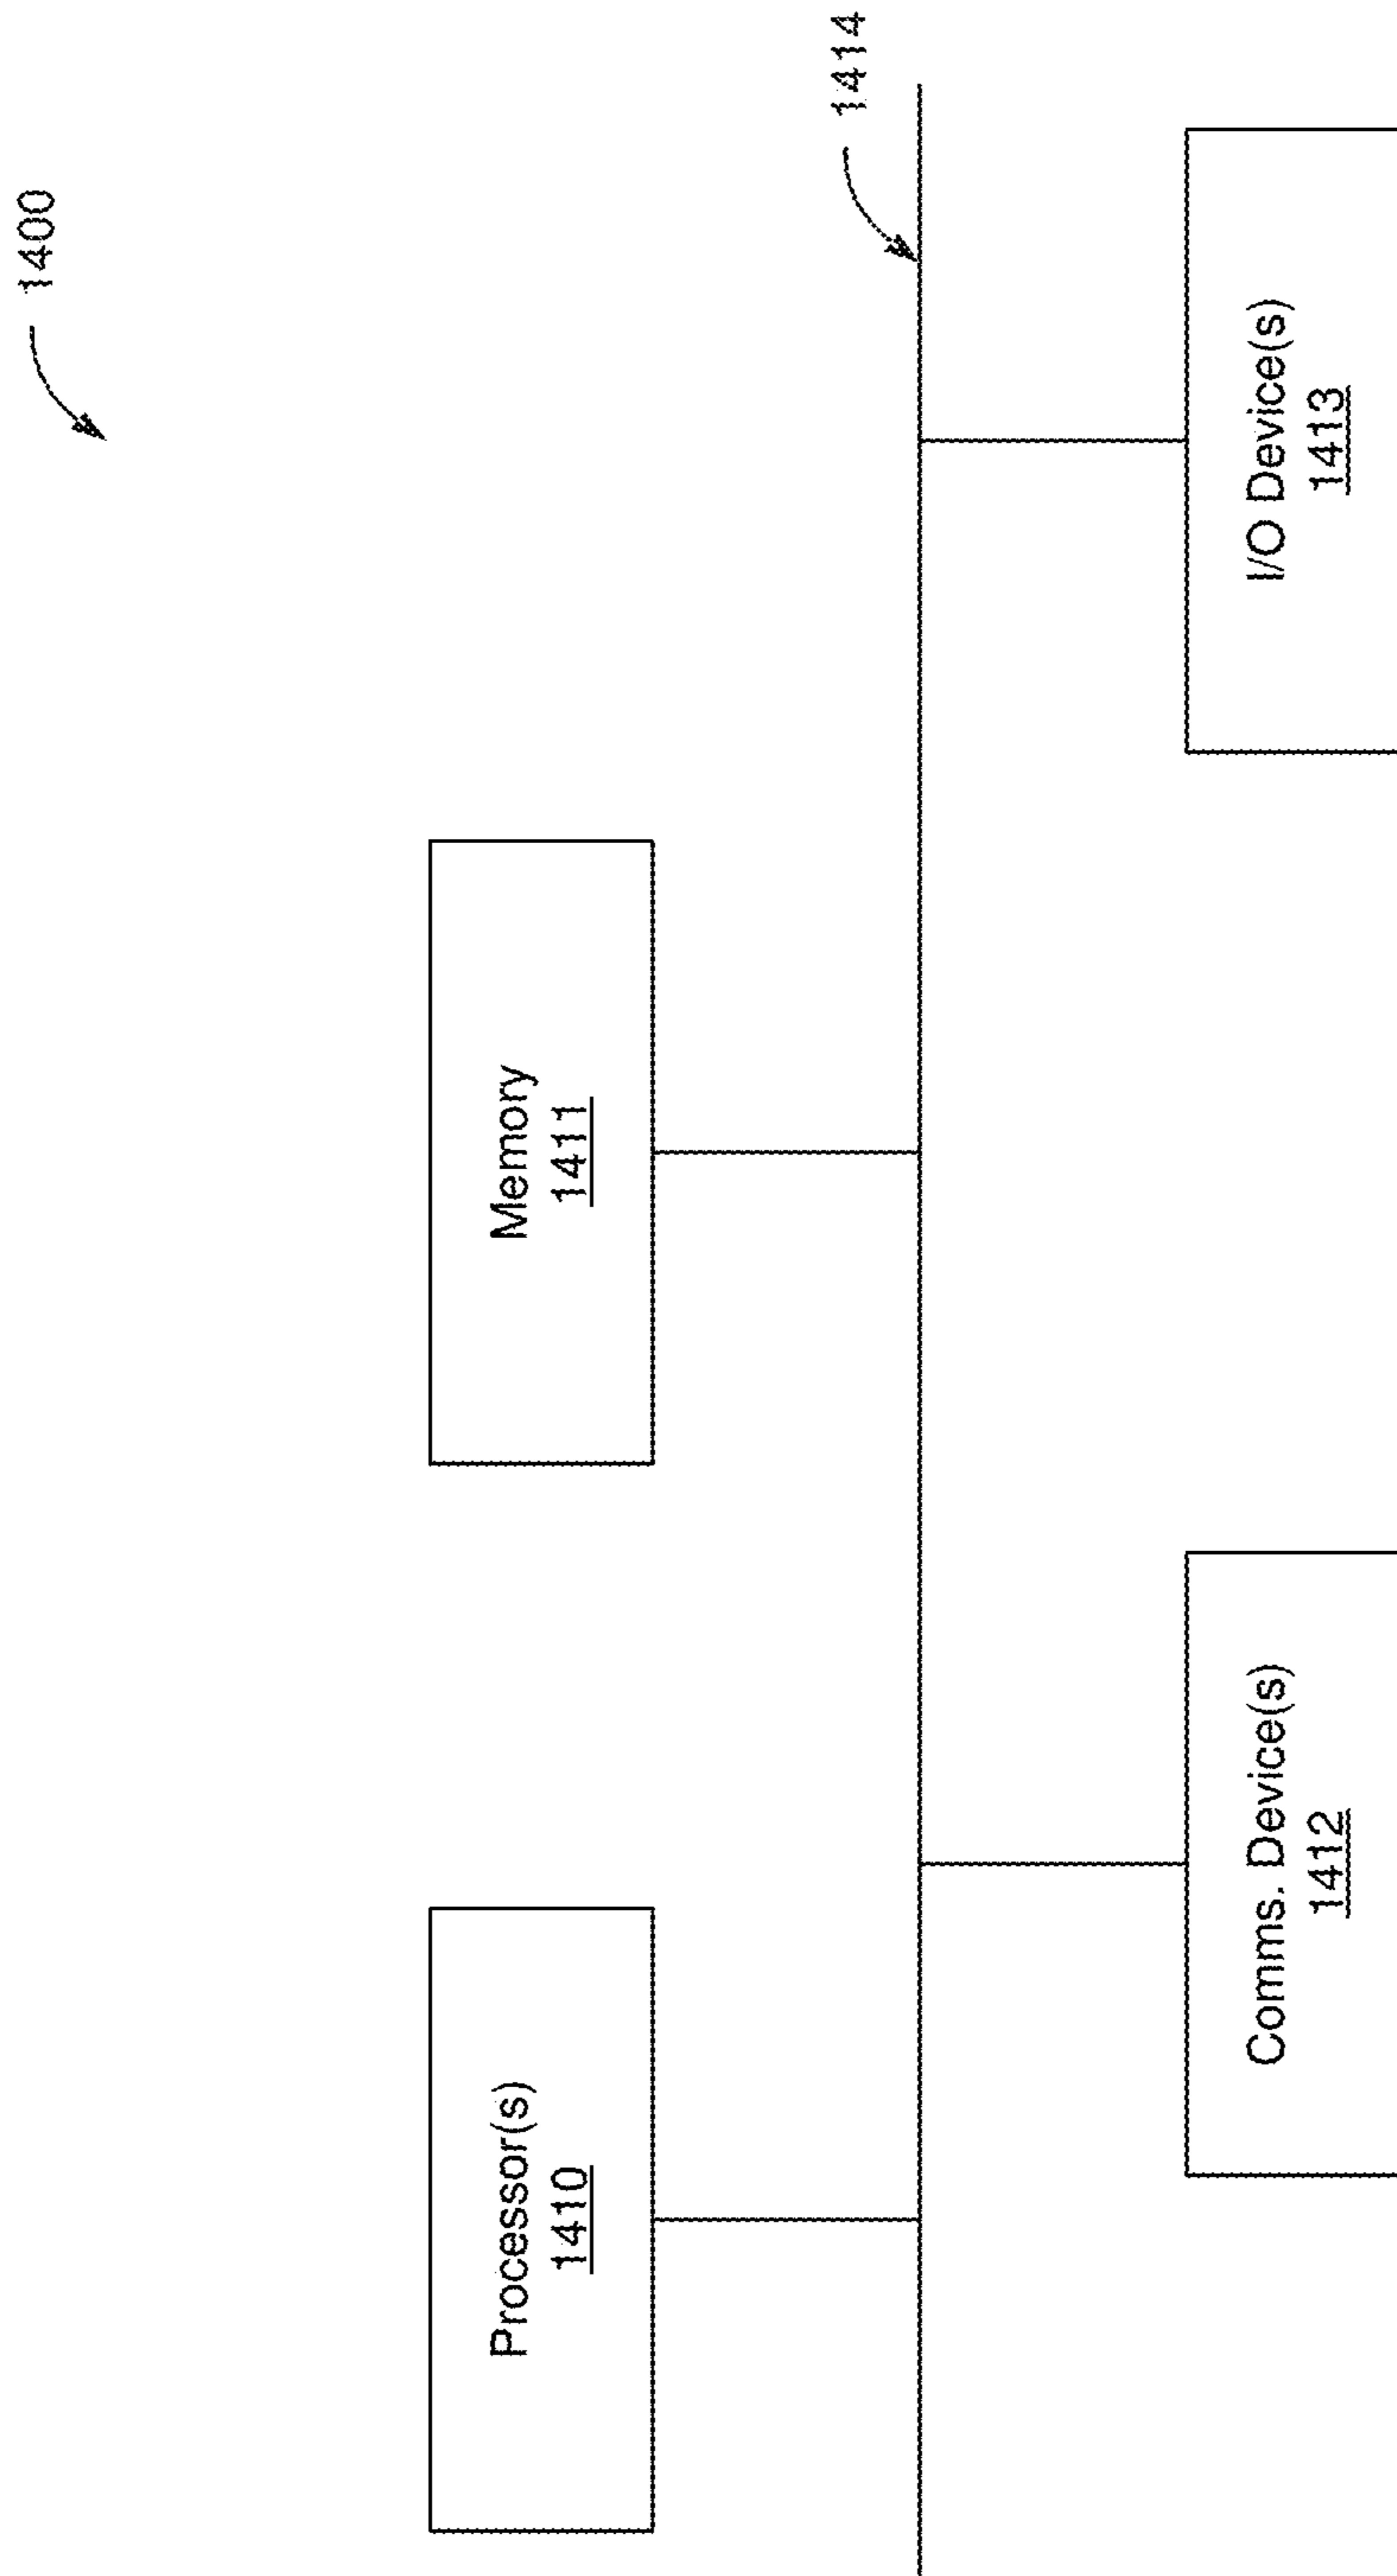 1400
Processor(s)
1410
Memory
1411
1414
Comms. Device(s)
1412
I/O Device(s)
1413